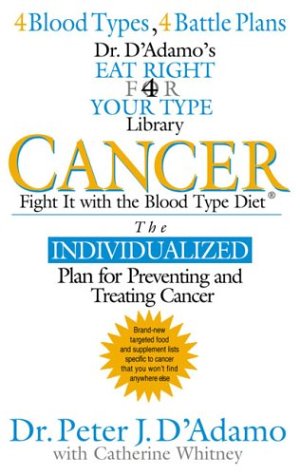 4 Blood Types, 4 Battle Plans
Dr. D'Adamo's
EAT RIGHT
FOR
4
YOUR TYPE
Library
CANCER
Fight It with the Blood Type Diet®
The
INDIVIDUALIZED
Plan for Preventing and
Treating Cancer
Brand-new
targeted food
and supplement lists
specific to cancer
that you won't find
anywhere else
Dr. Peter J. D'Adamo
with Catherine Whitney